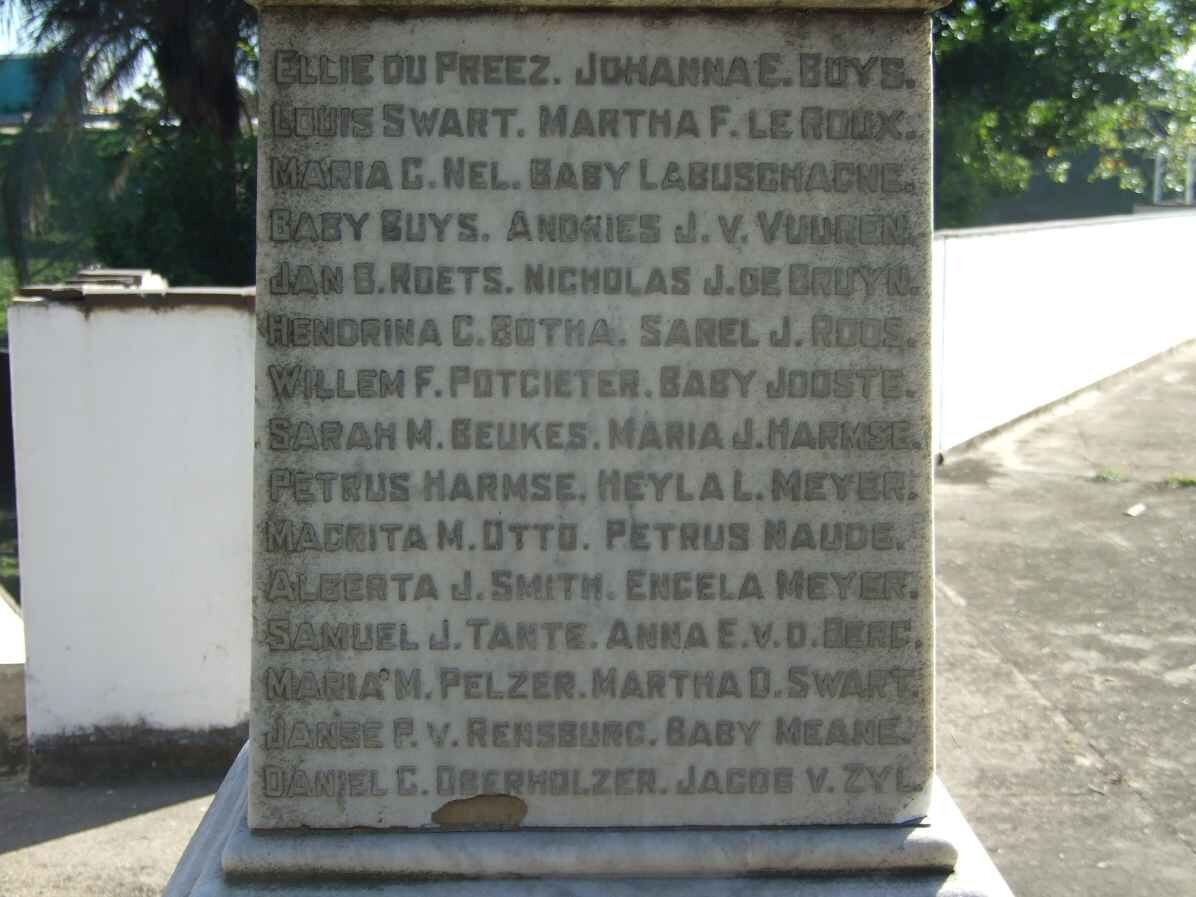 ELLIE DU PREEZ. JOHANNA E. BUYS.
LOUIS SWART. MARTHA F. LE ROUX.
MARIA C. NEL. BABY LABUSCHAGNE.
BABY BUYS. ANDRIES J. V. VUUREN.
JAN B. ROETS. NICHOLAS J. DE BRUYN.
HENDRINA C. BOTHA. SAREL J. ROOS.
WILLEM F. POTGIETER. BABY JOOSTE.
SARAH M. BEUKES. MARIA J. HARMSE.
PETRUS HARMSE. HEYLA L. MEYER.
MAGRITA M. OTTO. PETRUS NAUDE.
ALBERTA J. SMITH. ENGELA MEYER.
SAMUEL J. TANTE. ANNA E. V. D. BERG.
MARIA M. PELZER. MARTHA D. SWART.
JANSE P. V. RENSBURG. BABY MEANE.
DANIEL C. OBERHOLZER. JACOB V. ZYL.